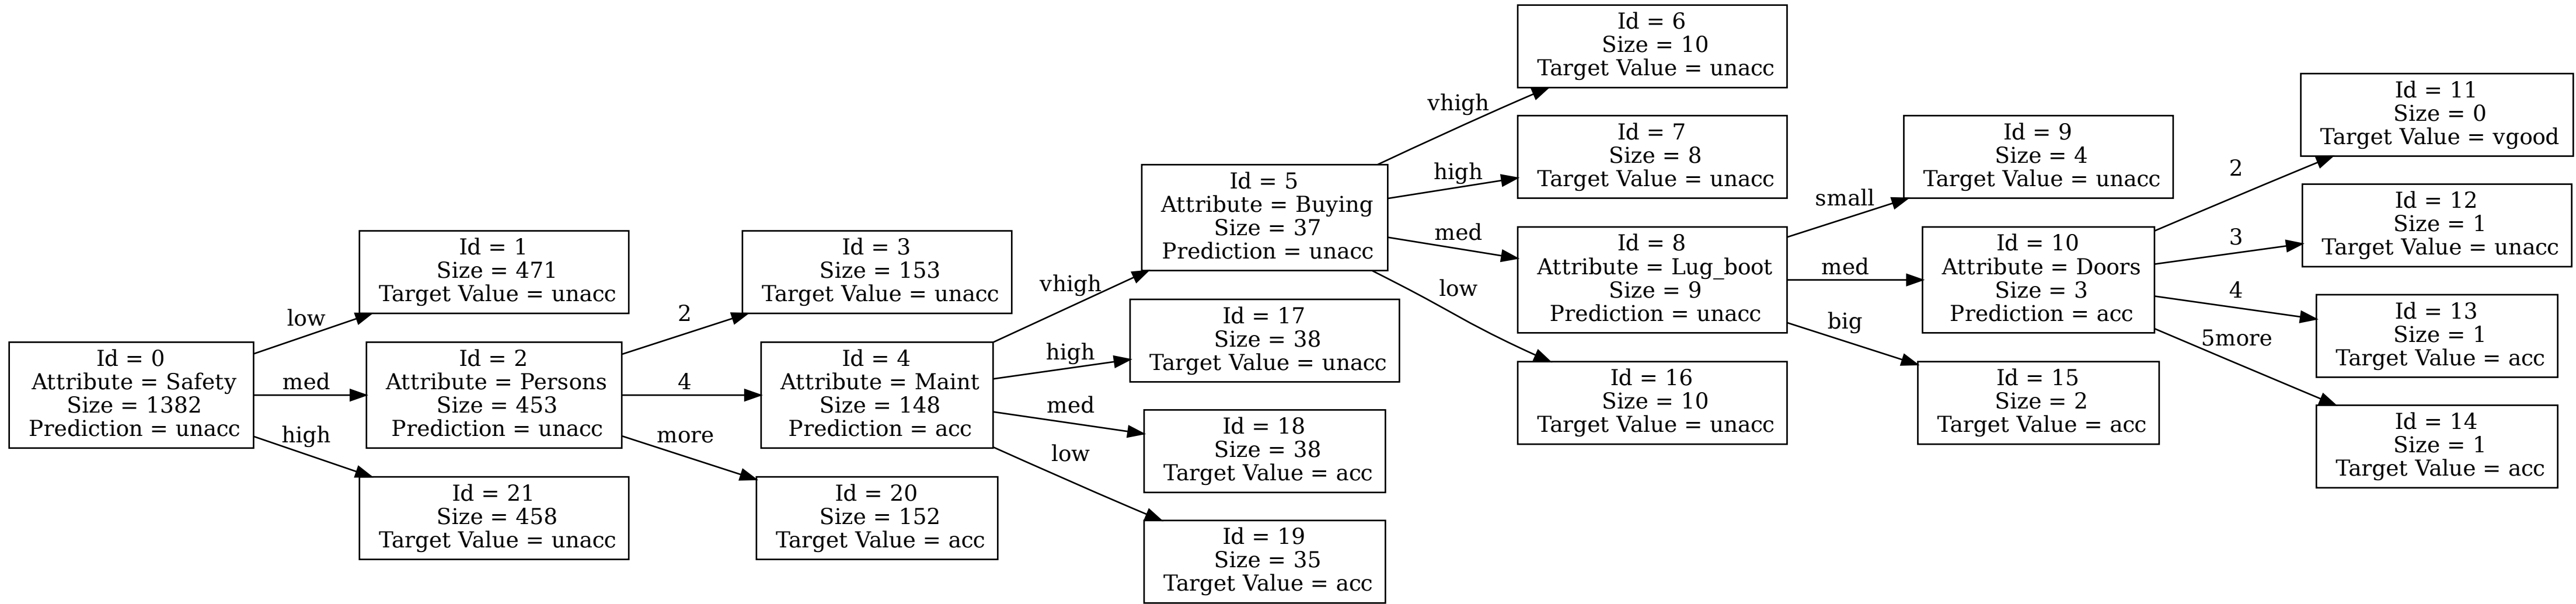 Id = 0
Attribute = Safety
Size = 1382
Prediction = unacc
low
med
high
Id = 1
Size = 471
Target Value = unacc
Id = 2
Attribute = Persons
Size = 453
Prediction = unacc
Id = 21
Size = 458
Target Value = unacc
2
4
more
Id = 3
Size = 153
Target Value = unacc
Id = 4
Attribute = Maint
Size = 148
Prediction = acc
Id = 20
Size = 152
Target Value = acc
vhigh
high
med
low
Id = 5
Attribute = Buying
Size = 37
Prediction = unacc
Id = 17
Size = 38
Target Value = unacc
Id = 18
Size = 38
Target Value = acc
Id = 19
Size = 35
Target Value = acc
vhigh
high
med
low
Id = 6
Size = 10
Target Value = unacc
Id = 7
Size = 8
Target Value = unacc
Id = 8
Attribute = Lug_boot
Size = 9
Prediction = unacc
Id = 16
Size = 10
Target Value = unacc
small
med
big
Id = 9
Size = 4
Target Value = unacc
Id = 10
Attribute = Doors
Size = 3
Prediction = acc
Id = 15
Size = 2
Target Value = acc
2
3
4
5more
Id = 11
Size = 0
Target Value = vgood
Id = 12
Size = 1
Target Value = unacc
Id = 13
Size = 1
Target Value = acc
Id = 14
Size = 1
Target Value = acc